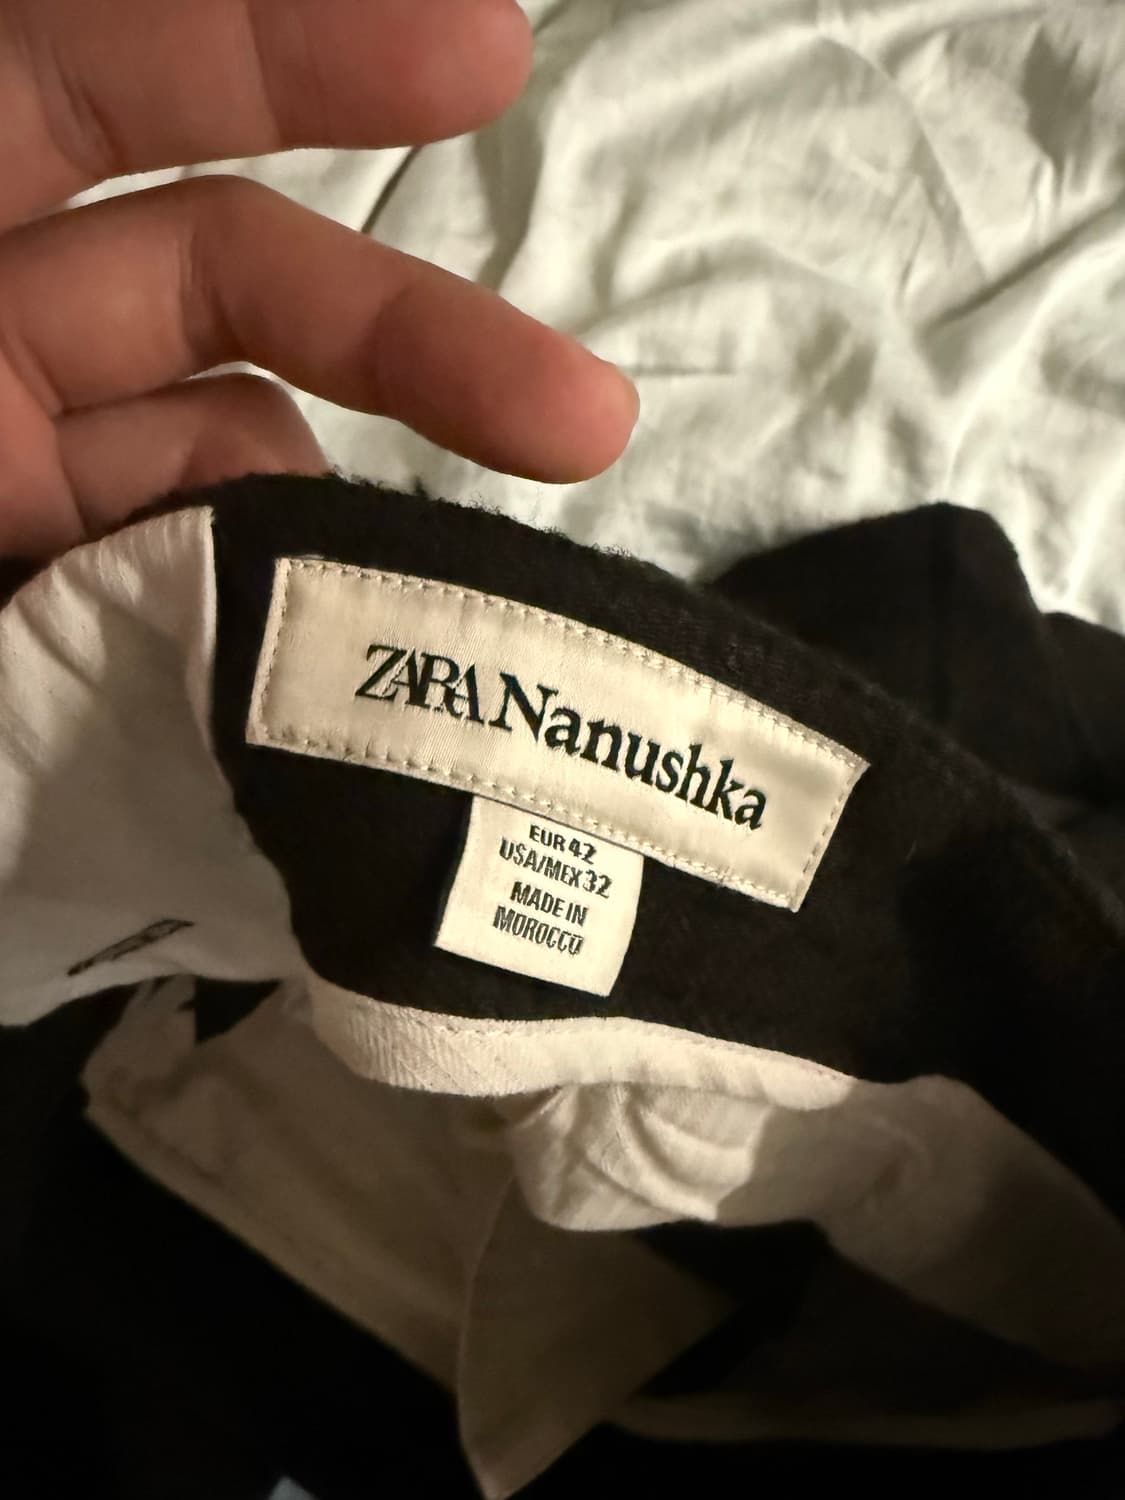 ZARA Nanushka
EUR 42
USA/MEX 32
MADE IN
MOROCCO